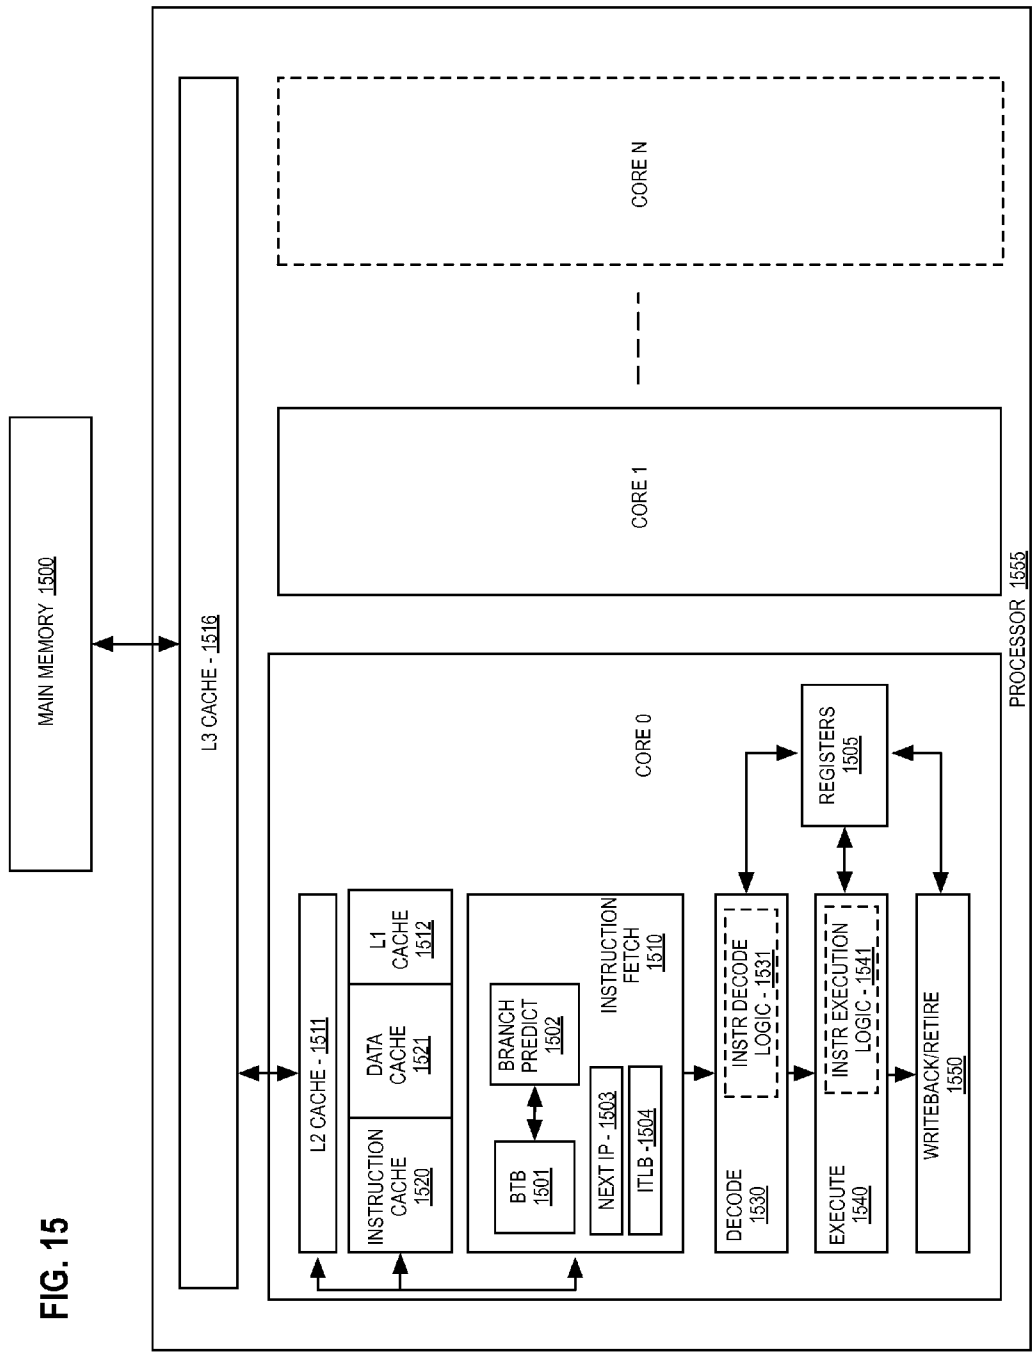 FIG. 15
MAIN MEMORY 1500
L3 CACHE - 1516
L2 CACHE - 1511
INSTRUCTION
CACHE
1520
DATA
CACHE
1521
L1
CACHE
1512
BTB
1501
BRANCH
PREDICT
1502
NEXT IP - 1503
ITLB -1504
INSTRUCTION
FETCH
1510
DECODE
1530
INSTR DECODE
LOGIC - 1531
EXECUTE
1540
INSTR EXECUTION
LOGIC - 1541
WRITEBACK/RETIRE
1550
REGISTERS
1505
CORE 0
CORE 1
CORE N
PROCESSOR 1555